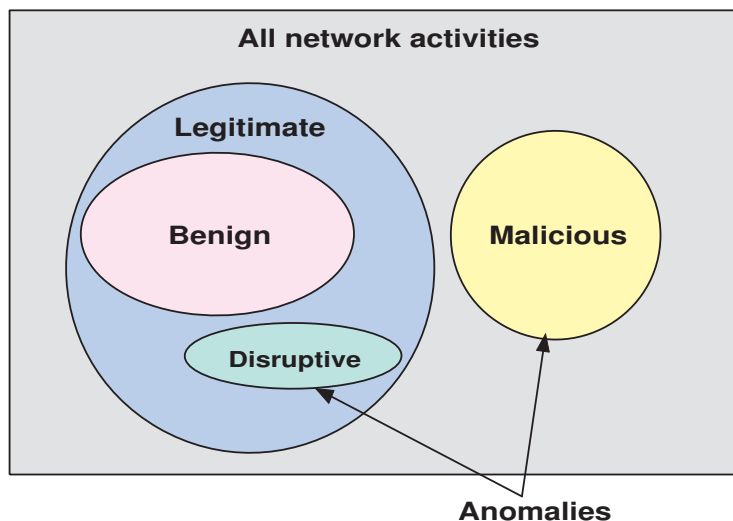 All network activities
Legitimate
Benign
Malicious
Disruptive
Anomalies